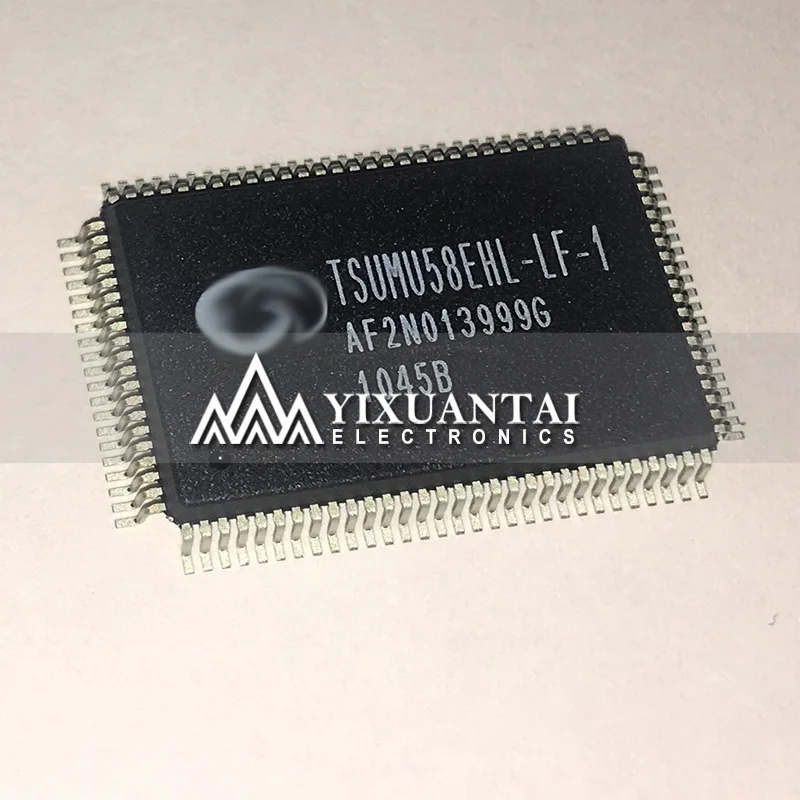 TSUMU58EHL-LF-1
AF2N013999G
1045B
YIXUANTAI
ELECTRONICS